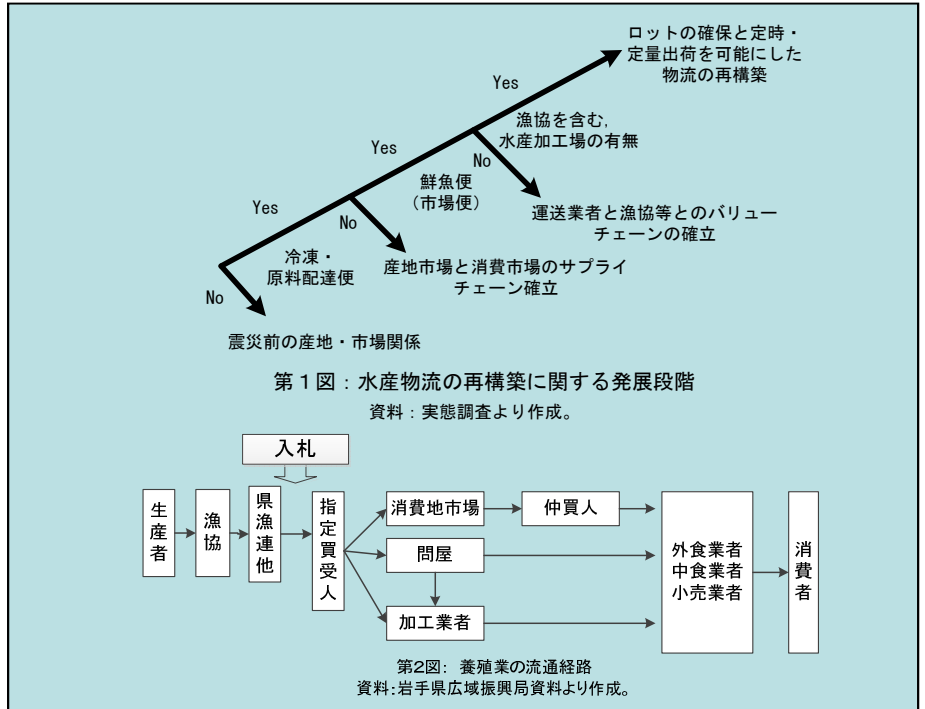 ロットの確保と定時・
定量出荷を可能にした
物流の再構築
Yes
漁協を含む,
水産加工場の有無
Yes
No
鮮魚便
(市場便)
運送業者と漁協等とのバリュー
チェーンの確立
Yes
No
冷凍・
原料配達便
産地市場と消費市場のサプライ
チェーン確立
No
震災前の産地・市場関係
第1図:水産物流の再構築に関する発展段階
資料:実態調査より作成。
入札
生産者
漁協
県漁連他
指定買受人
消費地市場
仲買人
問屋
加工業者
外食業者
中食業者
小売業者
消費者
第2図: 養殖業の流通経路
資料:岩手県広域振興局資料より作成。